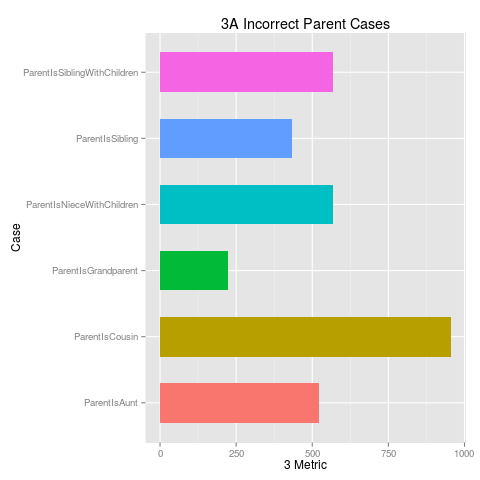 3A Incorrect Parent Cases
ParentIsSiblingWithChildren
ParentIsSibling
ParentIsNieceWithChildren
ParentIsGrandparent
ParentIsCousin
ParentIsAunt
Case
0 250 500 750 1000
3 Metric